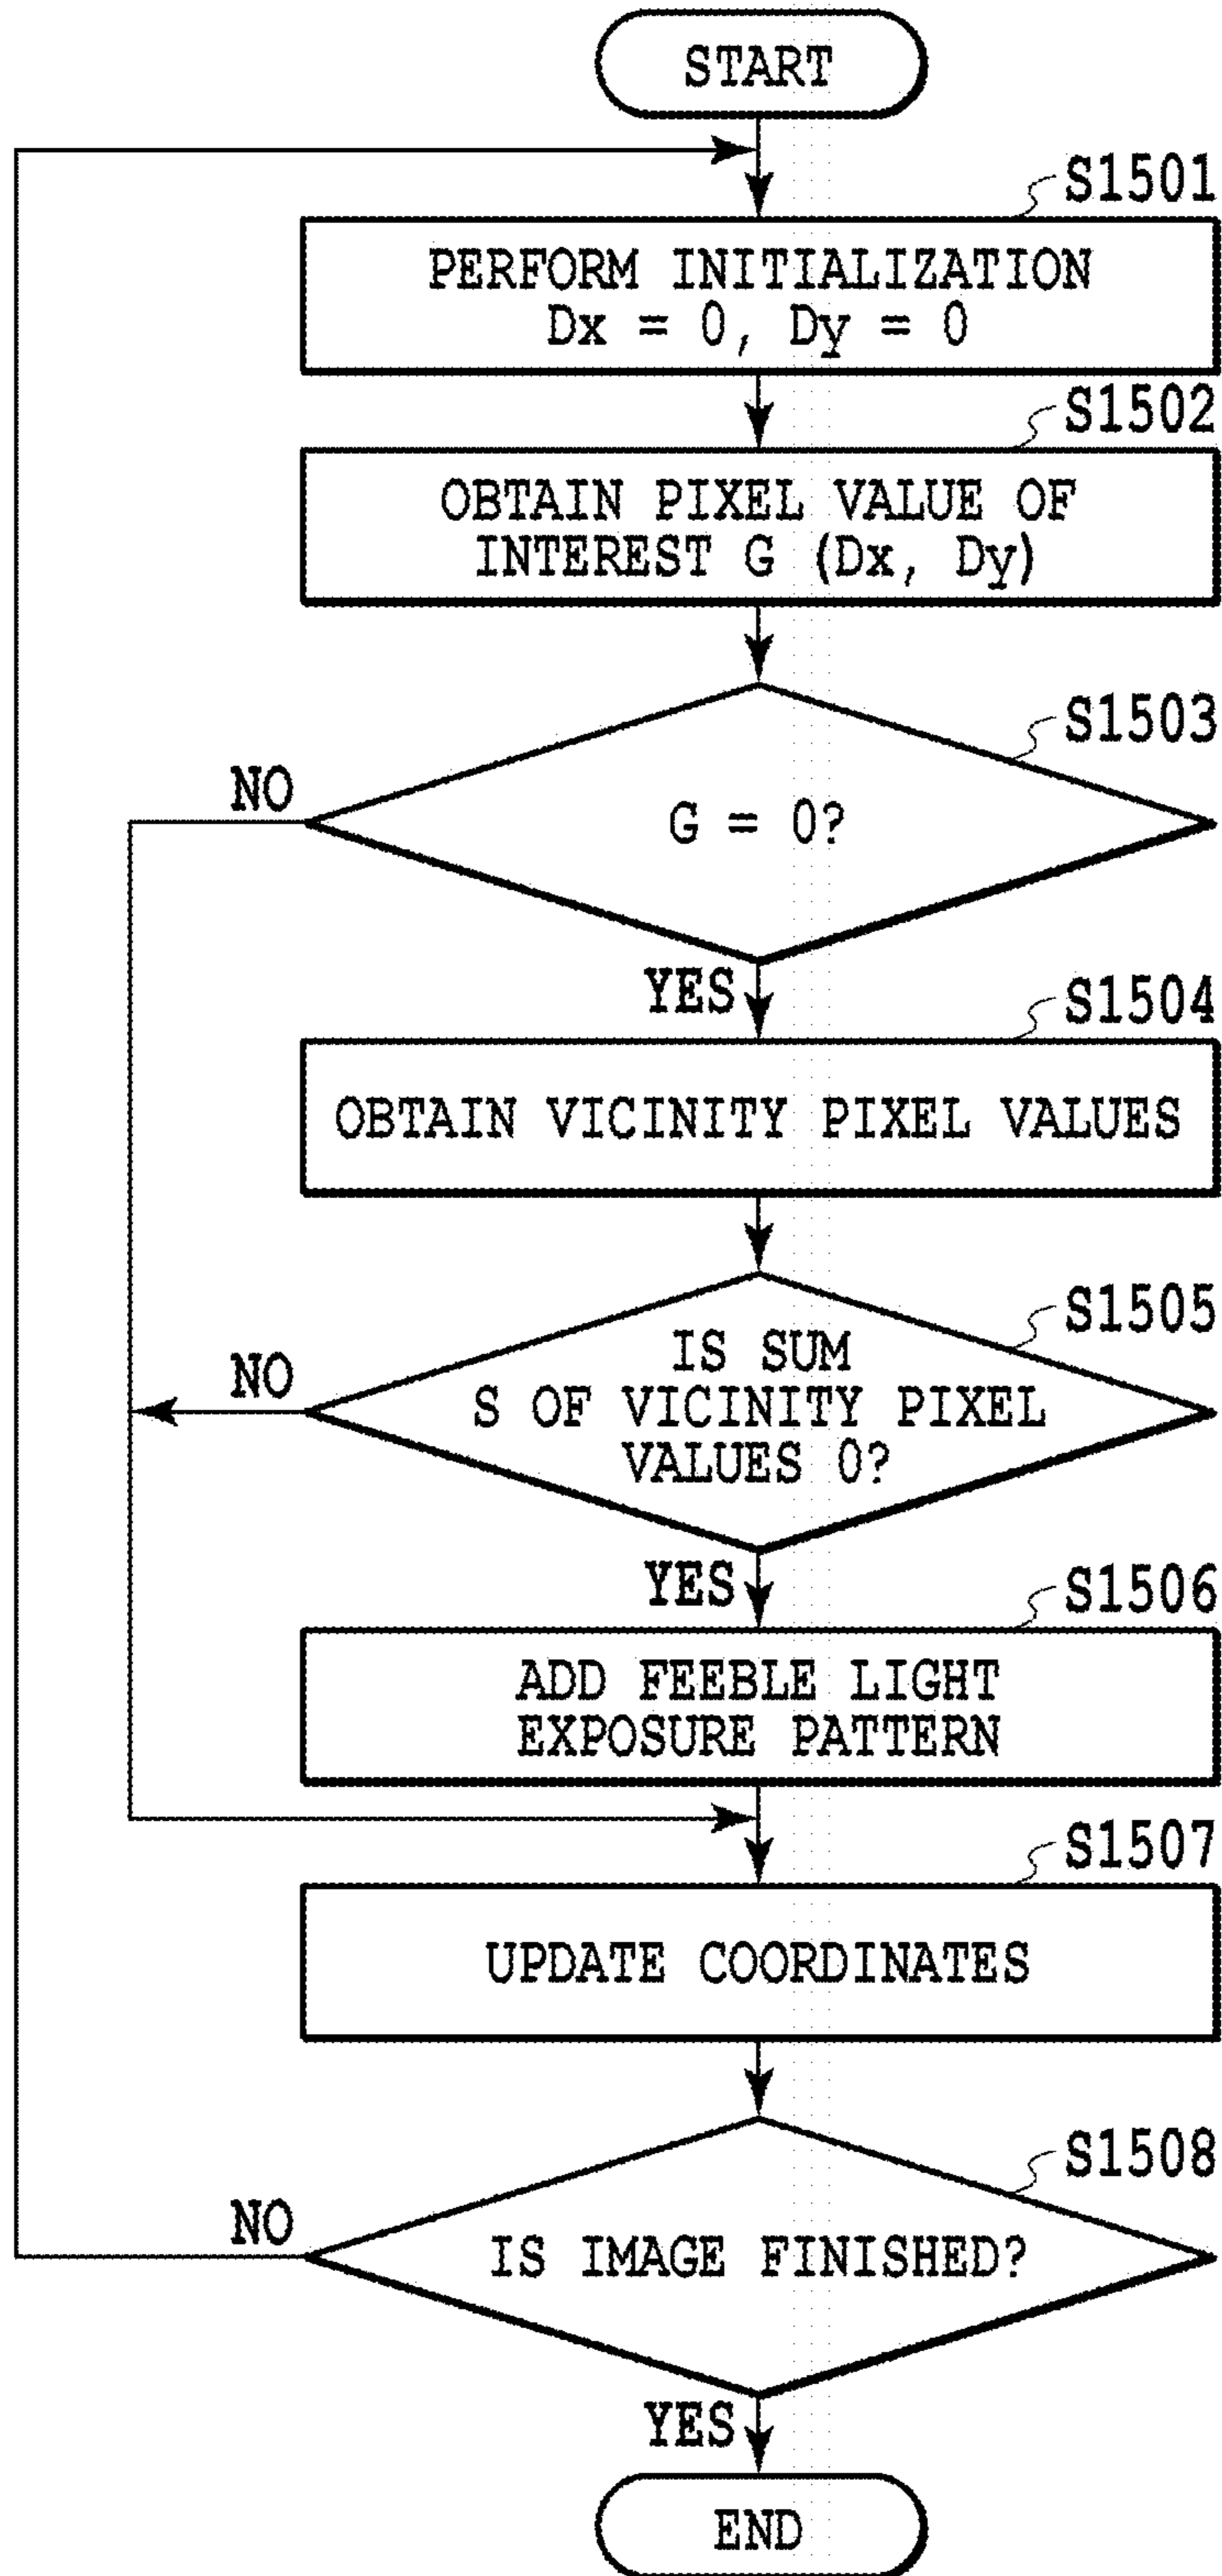 START
S1501
PERFORM INITIALIZATION
Dx = 0, Dy = 0
S1502
OBTAIN PIXEL VALUE OF
INTEREST G (Dx, Dy)
S1503
NO
G = 0?
YES
S1504
OBTAIN VICINITY PIXEL VALUES
S1505
NO
IS SUM
S OF VICINITY PIXEL
VALUES 0?
YES
S1506
ADD FEEBLE LIGHT
EXPOSURE PATTERN
S1507
UPDATE COORDINATES
S1508
NO
IS IMAGE FINISHED?
YES
END